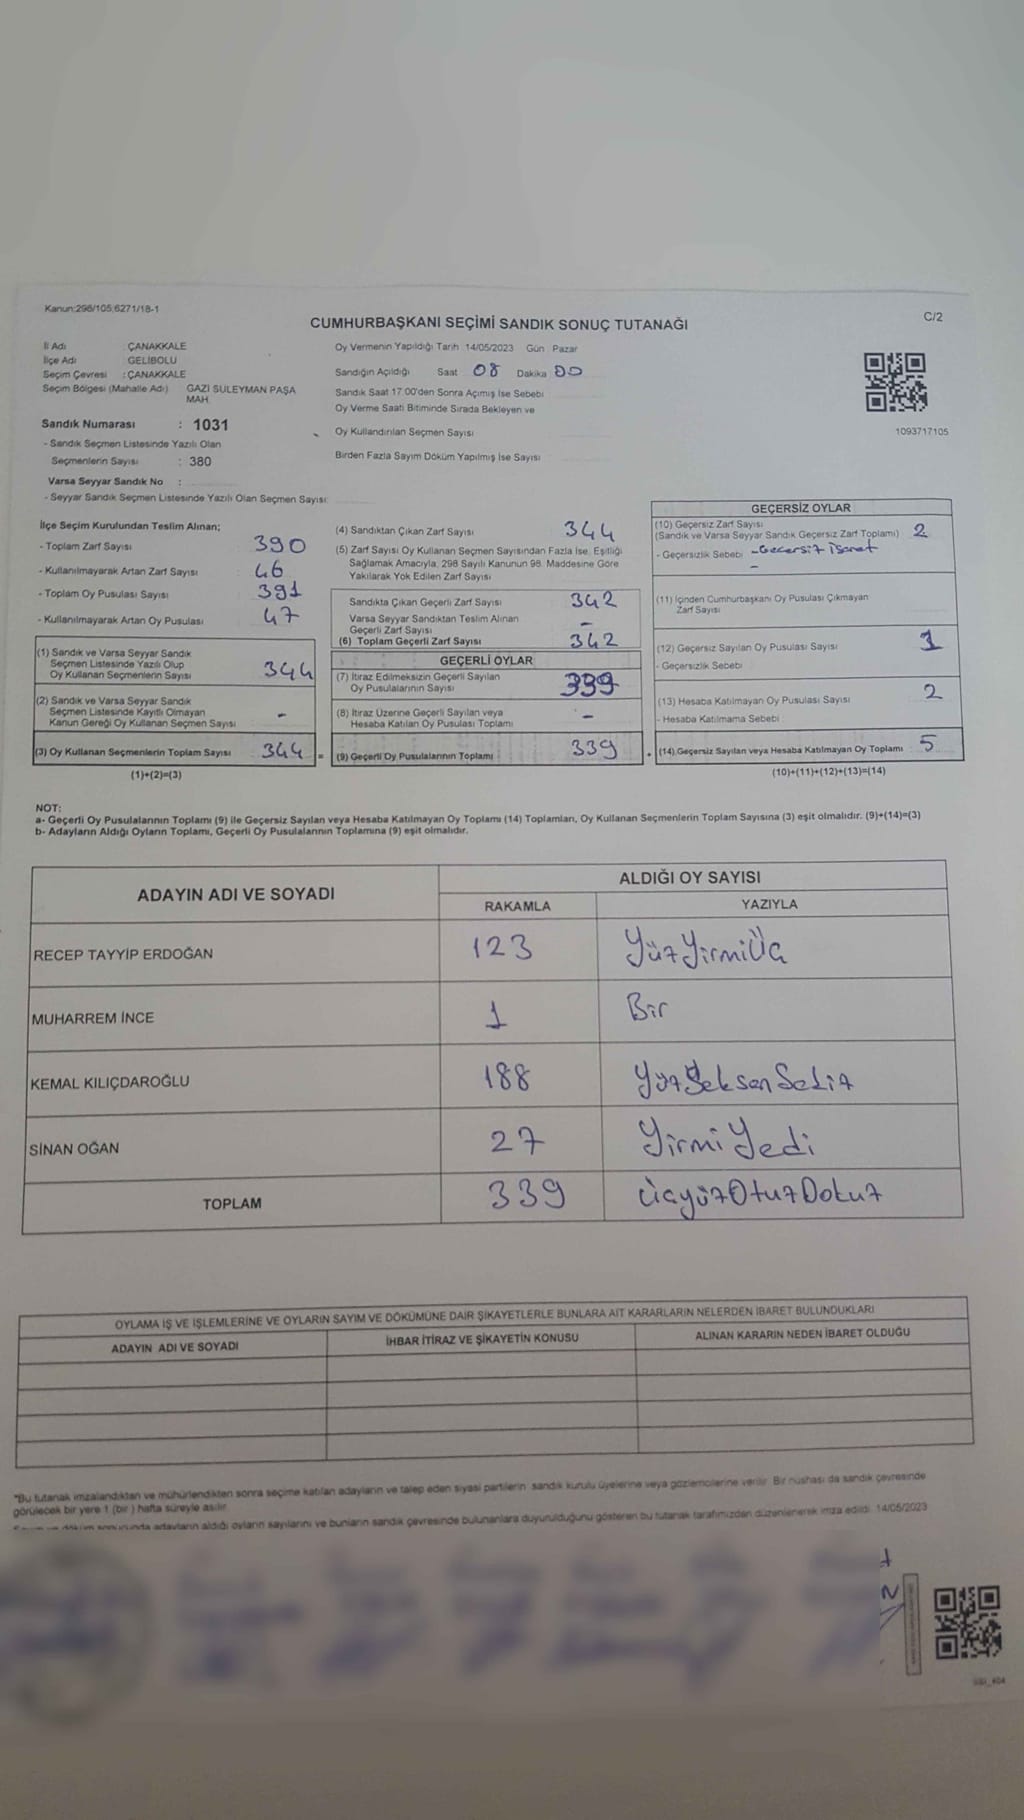 Kanun:298/105,6271/18-1
C/2
CUMHURBAŞKANI SEÇİMİ SANDIK SONUÇ TUTANAĞI
İl Adı : ÇANAKKALE
İlçe Adı : GELİBOLU
Seçim Çevresi : ÇANAKKALE
Seçim Bölgesi (Mahalle Adı) GAZİ SULEYMAN PAŞA MAH.
Sandık Numarası : 1031
- Sandık Seçmen Listesinde Yazılı Olan
Seçmenlerin Sayısı : 380
Varsa Seyyar Sandık No :
- Seyyar Sandık Seçmen Listesinde Yazılı Olan Seçmen Sayısı:
Oy Vermenin Yapıldığı Tarih 14/05/2023 Gün Pazar
Sandığın Açıldığı Saat 08 Dakika 00
Sandık Saat 17.00'den Sonra Açımış İse Sebebi
Oy Verme Saati Bitiminde Sırada Bekleyen ve
Oy Kullandırılan Seçmen Sayısı
Birden Fazla Sayım Döküm Yapılmış İse Sayısı
1093717105
İlçe Seçim Kurulundan Teslim Alınan;
- Toplam Zarf Sayısı 390
- Kullanılmayarak Artan Zarf Sayısı 46
- Toplam Oy Pusulası Sayısı 391
- Kullanılmayarak Artan Oy Pusulası 47
(1) Sandık ve Varsa Seyyar Sandık
Seçmen Listesinde Yazılı Olup
Oy Kullanan Seçmenlerin Sayısı 344
(2) Sandık ve Varsa Seyyar Sandık
Seçmen Listesinde Kayıtlı Olmayan
Kanun Gereği Oy Kullanan Seçmen Sayısı -
(3) Oy Kullanan Seçmenlerin Toplam Sayısı 344 =
(1)+(2)=(3)
(4) Sandıktan Çıkan Zarf Sayısı 344
(5) Zarf Sayısı Oy Kullanan Seçmen Sayısından Fazla İse, Eşitliği
Sağlamak Amacıyla, 298 Sayılı Kanunun 98. Maddesine Göre
Yakılarak Yok Edilen Zarf Sayısı
Sandıkta Çıkan Geçerli Zarf Sayısı 342
Varsa Seyyar Sandıktan Teslim Alınan
Geçerli Zarf Sayısı -
(6) Toplam Geçerli Zarf Sayısı 342
GEÇERLİ OYLAR
(7) İtiraz Edilmeksizin Geçerli Sayılan
Oy Pusulalarının Sayısı 339
(8) İtiraz Üzerine Geçerli Sayılan veya
Hesaba Katılan Oy Pusulası Toplamı -
(9) Geçerli Oy Pusulalarının Toplamı 339
GEÇERSİZ OYLAR
(10) Geçersiz Zarf Sayısı
(Sandık ve Varsa Seyyar Sandık Geçersiz Zarf Toplamı) 2
- Geçersizlik Sebebi - Gecersiz işaret
-
(11) İçinden Cumhurbaşkanı Oy Pusulası Çıkmayan
Zarf Sayısı
(12) Geçersiz Sayılan Oy Pusulası Sayısı 1
- Geçersizlik Sebebi
(13) Hesaba Katılmayan Oy Pusulası Sayısı 2
- Hesaba Katılmama Sebebi
(14) Geçersiz Sayılan veya Hesaba Katılmayan Oy Toplamı 5
(10)+(11)+(12)+(13)=(14)
NOT:
a- Geçerli Oy Pusulalarının Toplamı (9) ile Geçersiz Sayılan veya Hesaba Katılmayan Oy Toplamı (14) Toplamları, Oy Kullanan Seçmenlerin Toplam Sayısına (3) eşit olmalıdır. (9)+(14)=(3)
b- Adayların Aldığı Oyların Toplamı, Geçerli Oy Pusulalarının Toplamına (9) eşit olmalıdır.
ADAYIN ADI VE SOYADI
ALDIĞI OY SAYISI
RAKAMLA YAZIYLA
RECEP TAYYİP ERDOĞAN 123 YüzYirmiÜç
MUHARREM İNCE 1 Bir
KEMAL KILIÇDAROĞLU 188 YüzSeksenSekiz
SİNAN OĞAN 27 YirmiYedi
TOPLAM 339 ÜçyüzOtuzDokuz
OYLAMA İŞ VE İŞLEMLERİNE VE OYLARIN SAYIM VE DÖKÜMÜNE DAİR ŞİKAYETLERLE BUNLARA AİT KARARLARIN NELERDEN İBARET BULUNDUKLARI
ADAYIN ADI VE SOYADI İHBAR İTİRAZ VE ŞİKAYETİN KONUSU ALINAN KARARIN NEDEN İBARET OLDUĞU
*Bu tutanak imzalandıktan ve mühürlendikten sonra seçime katılan adayların ve talep eden siyasi partilerin sandık kurulu üyelerine veya gözlemcilerine verilir. Bir nüshası da sandık çevresinde
görülecek bir yere 1 (bir) hafta süreyle asılır.
sonucunda adayların aldığı oyların sayılarını ve bunların sandık çevresinde bulunanlara duyurulduğunu gösteren bu tutanak tarafımızdan düzenlenerek imza edildi. 14/05/2023